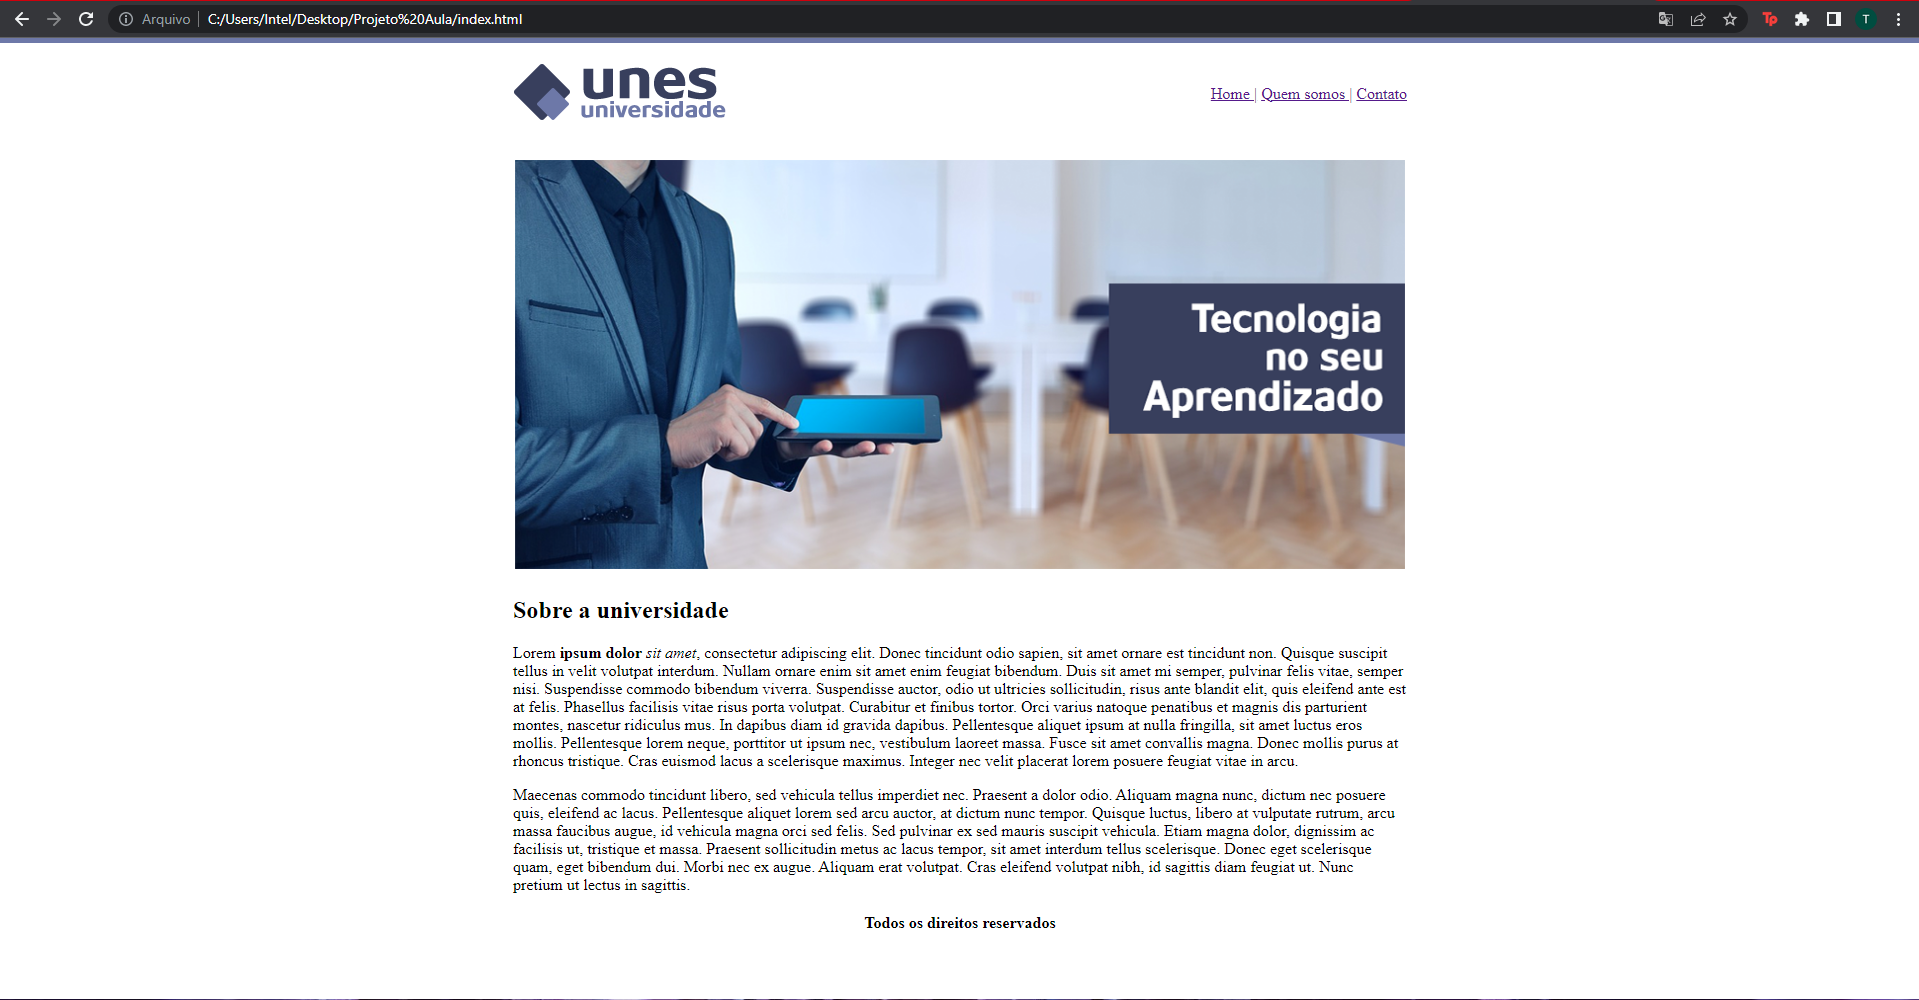 Arquivo | C:/Users/Intel/Desktop/Projeto%20Aula/index.html
Tp
T
unes
universidade
Home | Quem somos | Contato
Tecnologia
no seu
Aprendizado
Sobre a universidade
Lorem ipsum dolor sit amet, consectetur adipiscing elit. Donec tincidunt odio sapien, sit amet ornare est tincidunt non. Quisque suscipit
tellus in velit volutpat interdum. Nullam ornare enim sit amet enim feugiat bibendum. Duis sit amet mi semper, pulvinar felis vitae, semper
nisi. Suspendisse commodo bibendum viverra. Suspendisse auctor, odio ut ultricies sollicitudin, risus ante blandit elit, quis eleifend ante est
at felis. Phasellus facilisis vitae risus porta volutpat. Curabitur et finibus tortor. Orci varius natoque penatibus et magnis dis parturient
montes, nascetur ridiculus mus. In dapibus diam id gravida dapibus. Pellentesque aliquet ipsum at nulla fringilla, sit amet luctus eros
mollis. Pellentesque lorem neque, porttitor ut ipsum nec, vestibulum laoreet massa. Fusce sit amet convallis magna. Donec mollis purus at
rhoncus tristique. Cras euismod lacus a scelerisque maximus. Integer nec velit placerat lorem posuere feugiat vitae in arcu.
Maecenas commodo tincidunt libero, sed vehicula tellus imperdiet nec. Praesent a dolor odio. Aliquam magna nunc, dictum nec posuere
quis, eleifend ac lacus. Pellentesque aliquet lorem sed arcu auctor, at dictum nunc tempor. Quisque luctus, libero at vulputate rutrum, arcu
massa faucibus augue, id vehicula magna orci sed felis. Sed pulvinar ex sed mauris suscipit vehicula. Etiam magna dolor, dignissim ac
facilisis ut, tristique et massa. Praesent sollicitudin metus ac lacus tempor, sit amet interdum tellus scelerisque. Donec eget scelerisque
quam, eget bibendum dui. Morbi nec ex augue. Aliquam erat volutpat. Cras eleifend volutpat nibh, id sagittis diam feugiat ut. Nunc
pretium ut lectus in sagittis.
Todos os direitos reservados